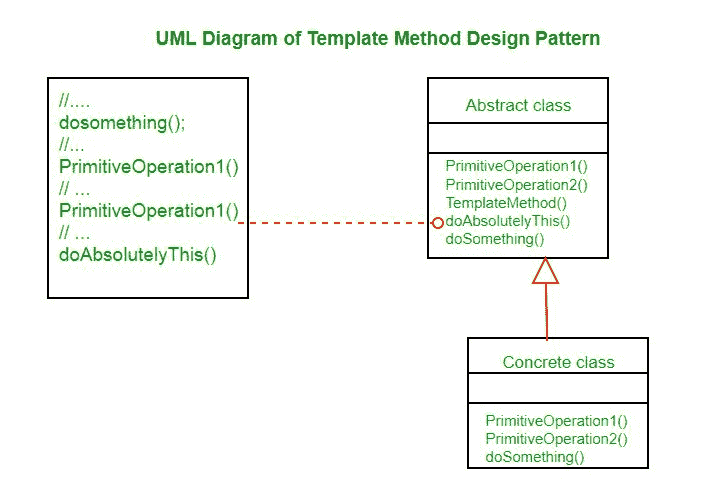 UML Diagram of Template Method Design Pattern
//....
dosomething();
//...
PrimitiveOperation1()
// ...
PrimitiveOperation1()
// ...
doAbsolutelyThis()
Abstract class
PrimitiveOperation1()
PrimitiveOperation2()
TemplateMethod()
doAbsolutelyThis()
doSomething()
Concrete class
PrimitiveOperation1()
PrimitiveOperation2()
doSomething()